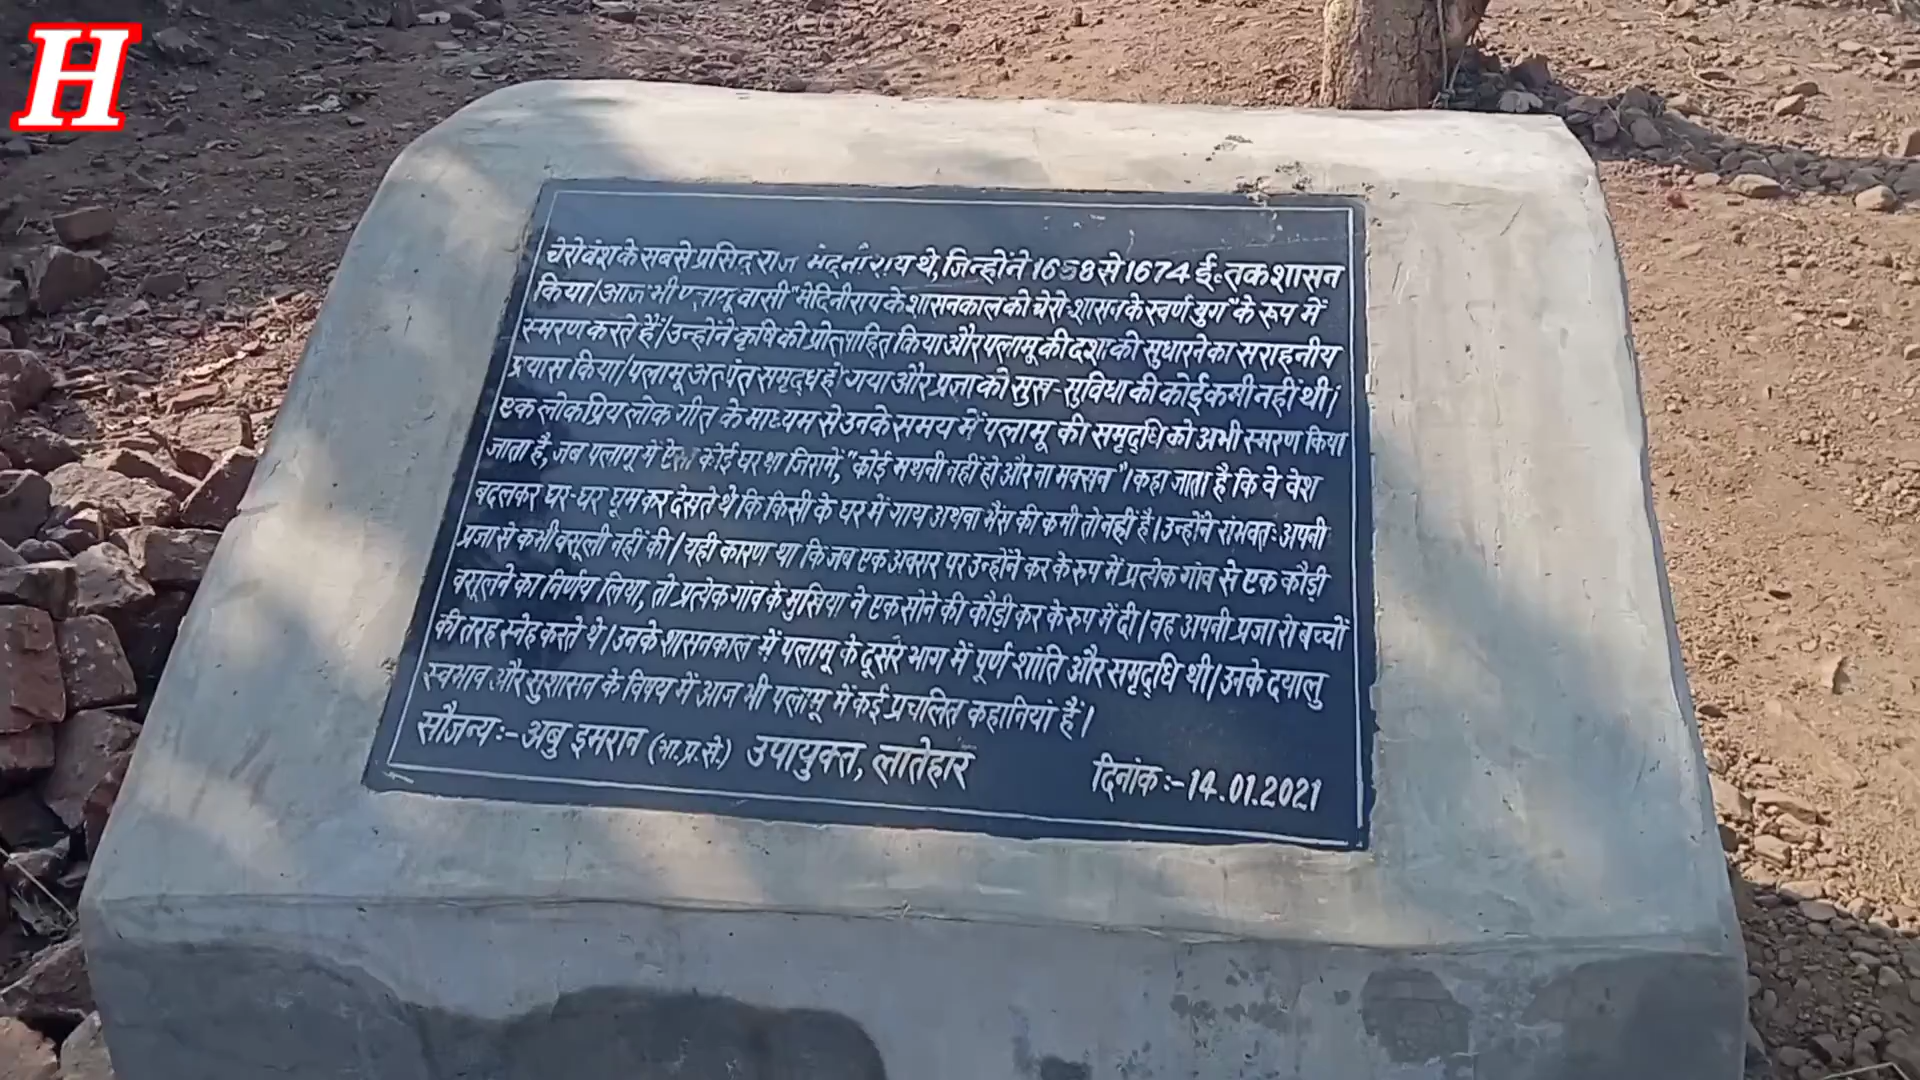 H
चेरो वंश के सबसे प्रसिद्ध राजा मेदनी राय थे, जिन्होंने 1658 से 1674 ई॰ तक शासन
किया। आज भी पलामू वासी "मेदिनीराय के शासनकाल को चेरो-शासन के स्वर्ण युग" के रूप में
स्मरण करते हैं। उन्होंने कृषि को प्रोत्साहित किया और पलामू की दशा को सुधारने का सराहनीय
प्रयास किया। पलामू अत्यंत समृद्ध हो गया और प्रजा को सुख-सुविधा की कोई कमी नहीं थी।
एक लोकप्रिय लोक गीत के माध्यम से उनके समय में पलामू की समृद्धि को अभी स्मरण किया
जाता है, जब पलामू में ऐसा कोई घर था जिसमें, "कोई मथनी नहीं हो और ना मक्खन"। कहा जाता है कि वे वेश
बदलकर घर-घर घूम कर देखते थे कि किसी के घर में गाय अथवा भैंस की कमी तो नहीं है। उन्होंने संभवतः अपनी
प्रजा से कभी वसूली नहीं की। यही कारण था कि जब एक अवसर पर उन्होंने कर के रुप में प्रत्येक गांव से एक कौड़ी
वसूलने का निर्णय लिया, तो प्रत्येक गांव के मुखिया ने एक सोने की कौड़ी कर के रुप में दी। वह अपनी प्रजा से बच्चों
की तरह स्नेह करते थे। उनके शासनकाल में पलामू के दूसरे भाग में पूर्ण शांति और समृद्धि थी। उनके दयालु
स्वभाव और सुशासन के विषय में आज भी पलामू में कई प्रचलित कहानियां हैं।
सौजन्य :- अबु इमरान (भा.प्र.से.) उपायुक्त, लातेहार दिनांक :- 14.01.2021